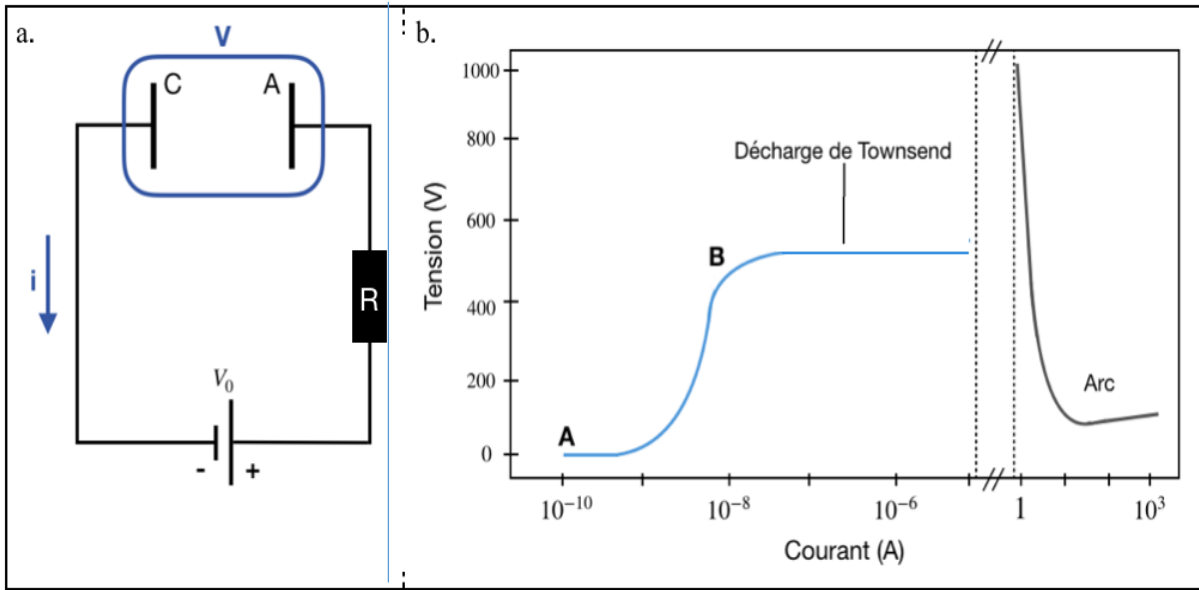 a.
V
C
A
i
R
V₀
-
+
b.
Tension (V)
1000
800
600
400
200
0
Décharge de Townsend
B
A
Arc
10⁻¹⁰
10⁻⁸
10⁻⁶
1
10³
Courant (A)